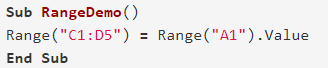 Sub RangeDemo()
Range("C1:D5") = Range("A1").Value
End Sub